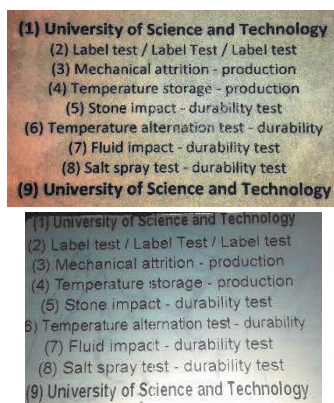 (1) University of Science and Technology
(2) Label test / Label Test / Label test
(3) Mechanical attrition - production
(4) Temperature storage - production
(5) Stone impact - durability test
(6) Temperature alternation test - durability
(7) Fluid impact - durability test
(8) Salt spray test - durability test
(9) University of Science and Technology
(1) University of Science and Technology
(2) Label test / Label Test / Label test
(3) Mechanical attrition - production
(4) Temperature storage - production
(5) Stone impact - durability test
6) Temperature alternation test - durability
(7) Fluid impact - durability test
(8) Salt spray test - durability test
(9) University of Science and Technology